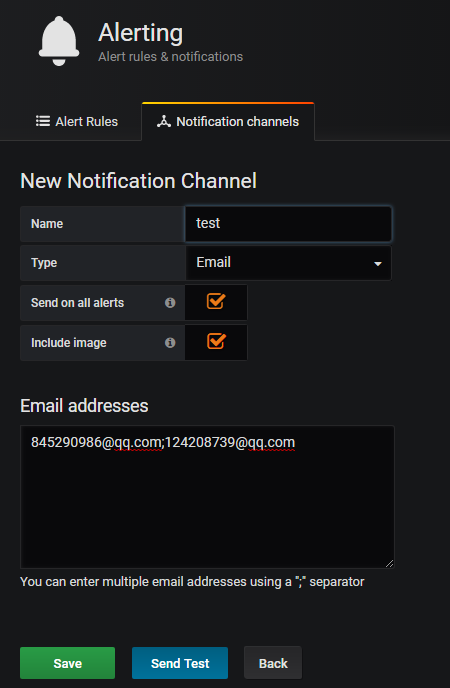 Alerting
Alert rules & notifications
Alert Rules
Notification channels
New Notification Channel
Name
test
Type
Email
Send on all alerts
Include image
Email addresses
845290986@qq.com;124208739@qq.com
You can enter multiple email addresses using a ";" separator
Save
Send Test
Back